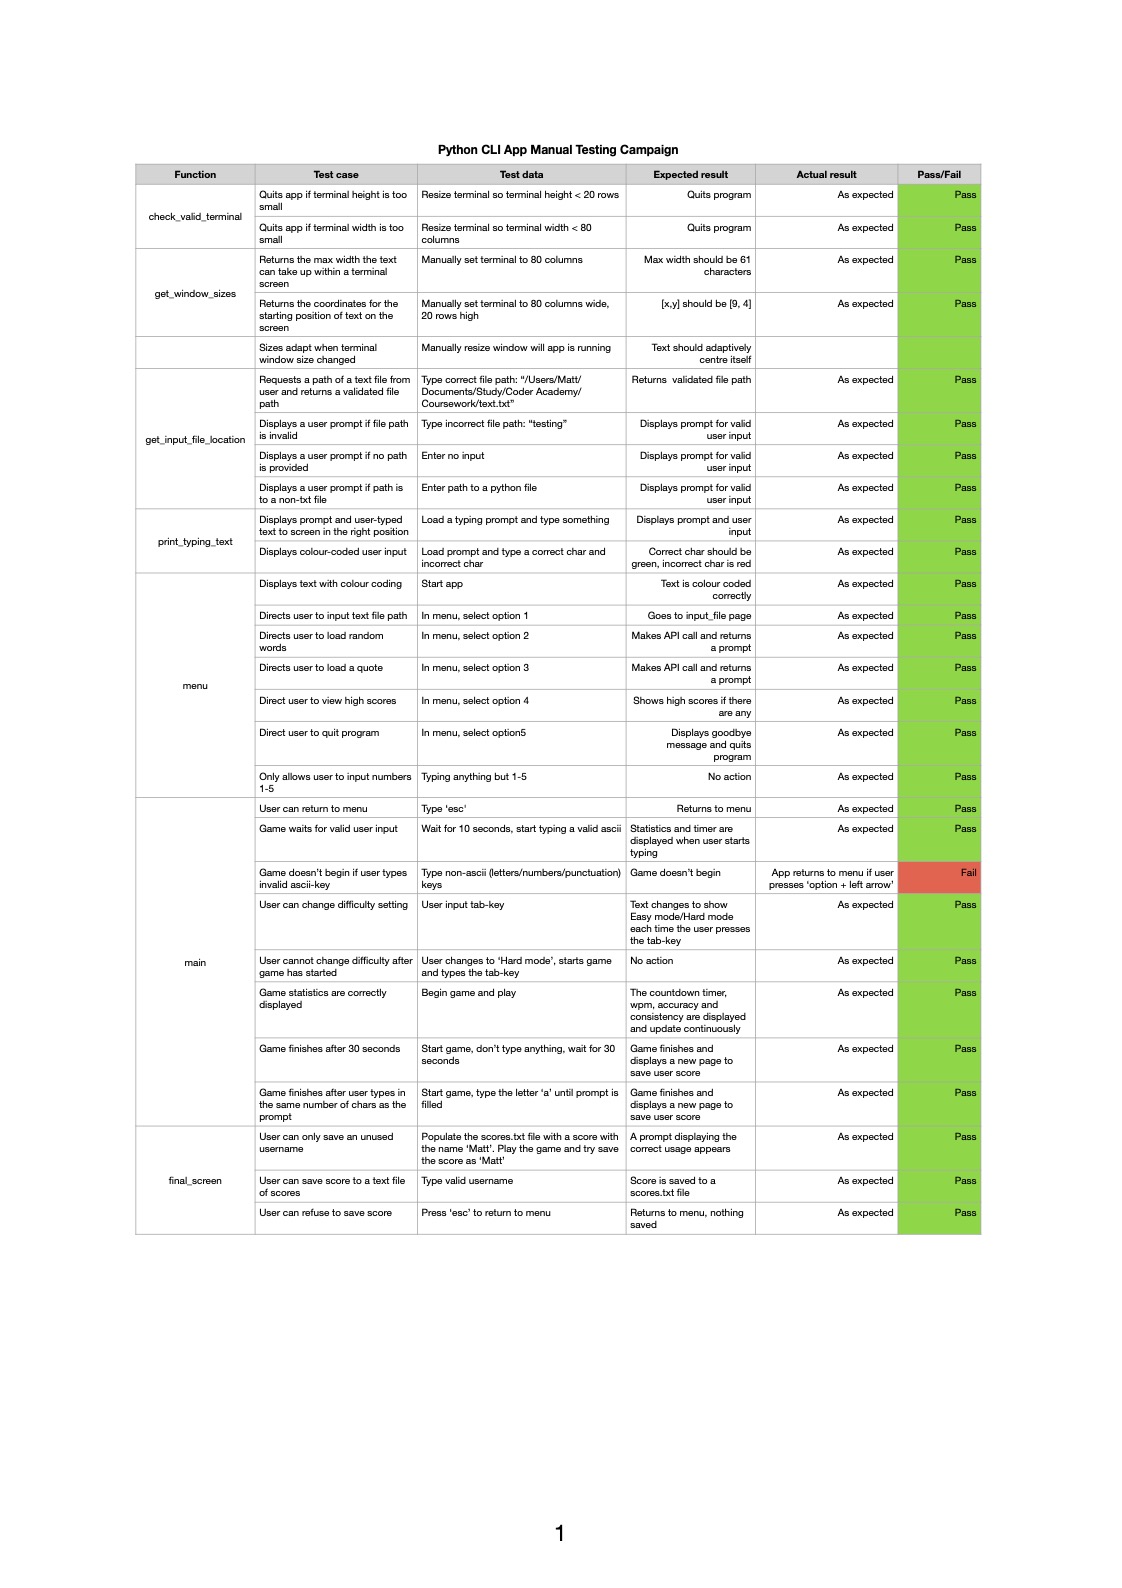 Python CLI App Manual Testing Campaign
Function Test case Test data Expected result Actual result Pass/Fail
check_valid_terminal
Quits app if terminal height is too
small
Resize terminal so terminal height < 20 rows
Quits program
As expected
Pass
Quits app if terminal width is too
small
Resize terminal so terminal width < 80
columns
Quits program
As expected
Pass
get_window_sizes
Returns the max width the text
can take up within a terminal
screen
Manually set terminal to 80 columns
Max width should be 61
characters
As expected
Pass
Returns the coordinates for the
starting position of text on the
screen
Manually set terminal to 80 columns wide,
20 rows high
[x,y] should be [9, 4]
As expected
Pass
Sizes adapt when terminal
window size changed
Manually resize window will app is running
Text should adaptively
centre itself
get_input_file_location
Requests a path of a text file from
user and returns a validated file
path
Type correct file path: “/Users/Matt/
Documents/Study/Coder Academy/
Coursework/text.txt”
Returns  validated file path
As expected
Pass
Displays a user prompt if file path
is invalid
Type incorrect file path: “testing”
Displays prompt for valid
user input
As expected
Pass
Displays a user prompt if no path
is provided
Enter no input
Displays prompt for valid
user input
As expected
Pass
Displays a user prompt if path is
to a non-txt file
Enter path to a python file
Displays prompt for valid
user input
As expected
Pass
print_typing_text
Displays prompt and user-typed
text to screen in the right position
Load a typing prompt and type something
Displays prompt and user
input
As expected
Pass
Displays colour-coded user input
Load prompt and type a correct char and
incorrect char
Correct char should be
green, incorrect char is red
As expected
Pass
menu
Displays text with colour coding
Start app
Text is colour coded
correctly
As expected
Pass
Directs user to input text file path
In menu, select option 1
Goes to input_file page
As expected
Pass
Directs user to load random
words
In menu, select option 2
Makes API call and returns
a prompt
As expected
Pass
Directs user to load a quote
In menu, select option 3
Makes API call and returns
a prompt
As expected
Pass
Direct user to view high scores
In menu, select option 4
Shows high scores if there
are any
As expected
Pass
Direct user to quit program
In menu, select option5
Displays goodbye
message and quits
program
As expected
Pass
Only allows user to input numbers
1-5
Typing anything but 1-5
No action
As expected
Pass
main
User can return to menu
Type ‘esc'
Returns to menu
As expected
Pass
Game waits for valid user input
Wait for 10 seconds, start typing a valid ascii
Statistics and timer are
displayed when user starts
typing
As expected
Pass
Game doesn’t begin if user types
invalid ascii-key
Type non-ascii (letters/numbers/punctuation)
keys
Game doesn’t begin
App returns to menu if user
presses ‘option + left arrow’
Fail
User can change difficulty setting
User input tab-key
Text changes to show
Easy mode/Hard mode
each time the user presses
the tab-key
As expected
Pass
User cannot change difficulty after
game has started
User changes to ‘Hard mode’, starts game
and types the tab-key
No action
As expected
Pass
Game statistics are correctly
displayed
Begin game and play
The countdown timer,
wpm, accuracy and
consistency are displayed
and update continuously
As expected
Pass
Game finishes after 30 seconds
Start game, don’t type anything, wait for 30
seconds
Game finishes and
displays a new page to
save user score
As expected
Pass
Game finishes after user types in
the same number of chars as the
prompt
Start game, type the letter ‘a’ until prompt is
filled
Game finishes and
displays a new page to
save user score
As expected
Pass
final_screen
User can only save an unused
username
Populate the scores.txt file with a score with
the name ‘Matt’. Play the game and try save
the score as ‘Matt’
A prompt displaying the
correct usage appears
As expected
Pass
User can save score to a text file
of scores
Type valid username
Score is saved to a
scores.txt file
As expected
Pass
User can refuse to save score
Press ‘esc’ to return to menu
Returns to menu, nothing
saved
As expected
Pass
1